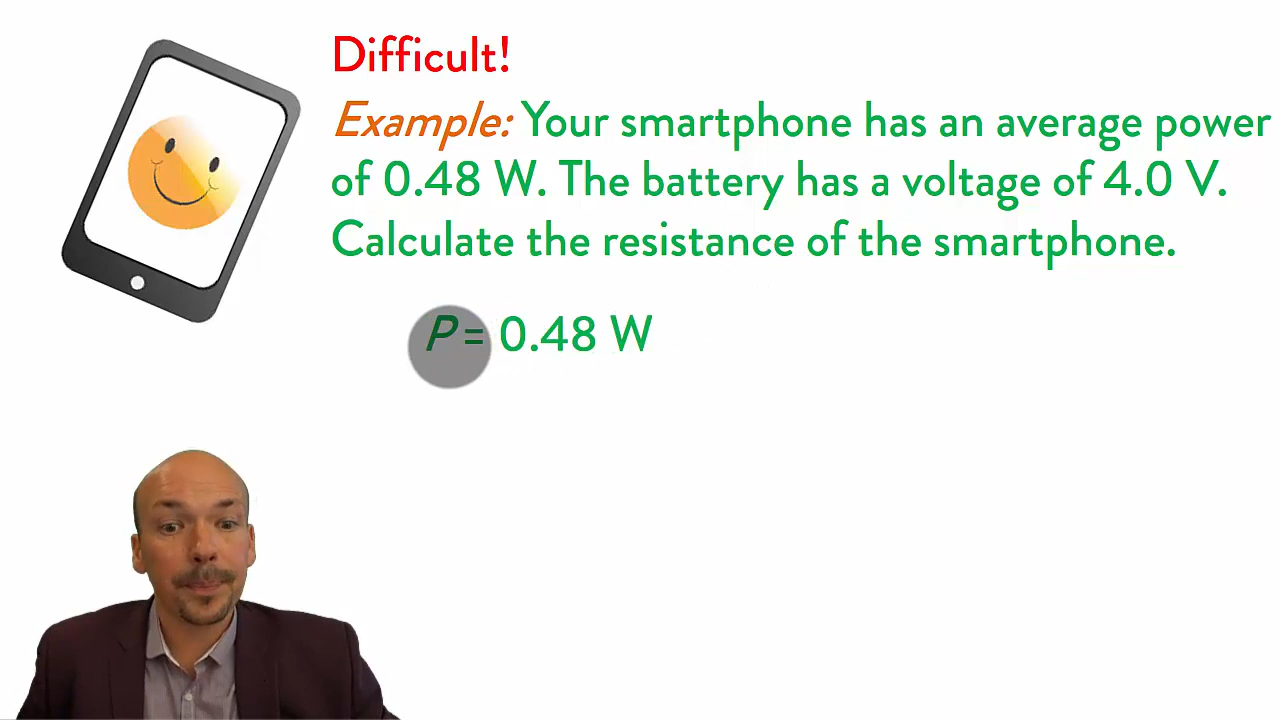 Difficult!
Example: Your smartphone has an average power
of 0.48 W. The battery has a voltage of 4.0 V.
Calculate the resistance of the smartphone.
P = 0.48 W